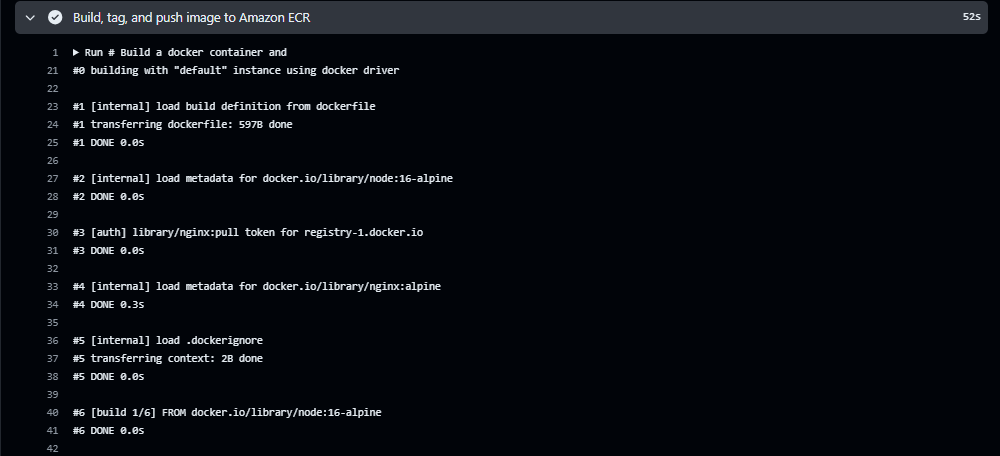 Build, tag, and push image to Amazon ECR 52s
1 ▶ Run # Build a docker container and
21 #0 building with "default" instance using docker driver
22
23 #1 [internal] load build definition from dockerfile
24 #1 transferring dockerfile: 597B done
25 #1 DONE 0.0s
26
27 #2 [internal] load metadata for docker.io/library/node:16-alpine
28 #2 DONE 0.0s
29
30 #3 [auth] library/nginx:pull token for registry-1.docker.io
31 #3 DONE 0.0s
32
33 #4 [internal] load metadata for docker.io/library/nginx:alpine
34 #4 DONE 0.3s
35
36 #5 [internal] load .dockerignore
37 #5 transferring context: 2B done
38 #5 DONE 0.0s
39
40 #6 [build 1/6] FROM docker.io/library/node:16-alpine
41 #6 DONE 0.0s
42